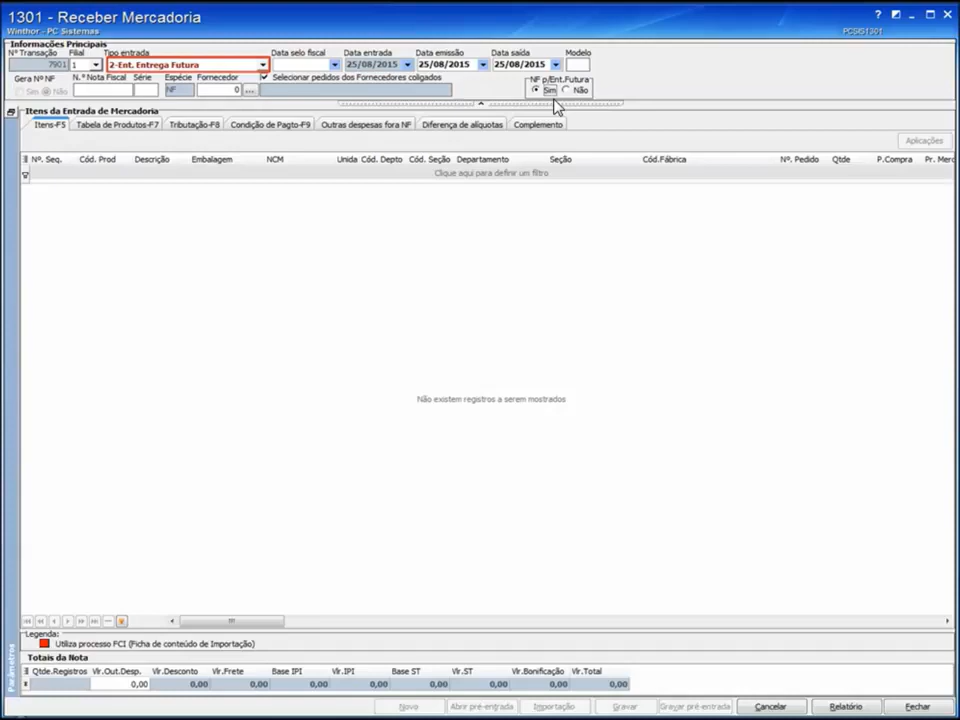 1301 - Receber Mercadoria
Winthor - PC Sistemas
PCSIS1301
Informações Principais
Nº Transação Filial Tipo entrada Data selo fiscal Data entrada Data emissão Data saída Modelo
7901 1 2-Ent. Entrega Futura 25/08/2015 25/08/2015 25/08/2015
Gera Nº NF N.º Nota Fiscal Série Espécie Fornecedor Selecionar pedidos dos Fornecedores coligados NF p/Ent.Futura
Sim Não NF 0 ... Sim Não
Itens da Entrada de Mercadoria
Itens-F5 Tabela de Produtos-F7 Tributação-F8 Condição de Pagto-F9 Outras despesas fora NF Diferença de alíquotas Complemento
Aplicações
Nº. Seq. Cód. Prod Descrição Embalagem NCM Unida Cód. Depto Cód. Seção Departamento Seção Cód.Fábrica Nº. Pedido Qtde P.Compra Pr. Merc
Clique aqui para definir um filtro
Não existem registros a serem mostrados
Legenda:
Utiliza processo FCI (Ficha de conteúdo de Importação)
Totais da Nota
Qtde.Registros Vlr.Out.Desp. Vlr.Desconto Vlr.Frete Base IPI Vlr.IPI Base ST Vlr.ST Vlr.Bonificação Vlr.Total
0,00 0,00 0,00 0,00 0,00 0,00 0,00 0,00 0,00
Parâmetros
Novo Abrir pré-entrada Importação Gravar Gravar pré-entrada Cancelar Relatório Fechar